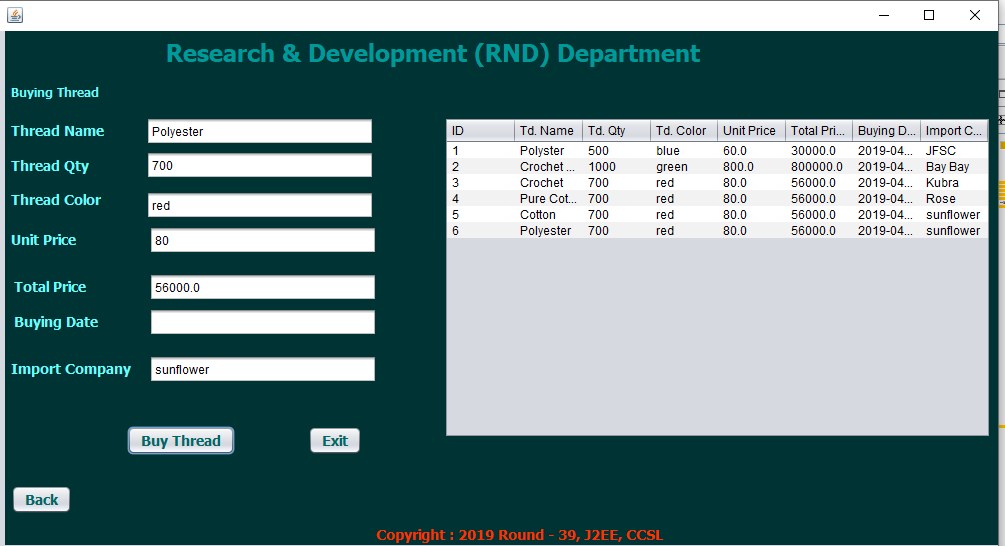 Research & Development (RND) Department
Buying Thread
Thread Name Polyester
Thread Qty 700
Thread Color red
Unit Price 80
Total Price 56000.0
Buying Date
Import Company sunflower
Buy Thread Exit
Back
ID Td. Name Td. Qty Td. Color Unit Price Total Pri... Buying D... Import C...
1 Polyster 500 blue 60.0 30000.0 2019-04... JFSC
2 Crochet ... 1000 green 800.0 800000.0 2019-04... Bay Bay
3 Crochet 700 red 80.0 56000.0 2019-04... Kubra
4 Pure Cot... 700 red 80.0 56000.0 2019-04... Rose
5 Cotton 700 red 80.0 56000.0 2019-04... sunflower
6 Polyester 700 red 80.0 56000.0 2019-04... sunflower
Copyright : 2019 Round - 39, J2EE, CCSL